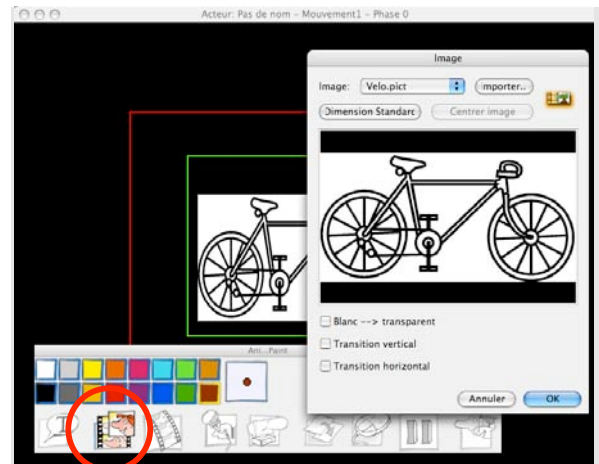 Acteur: Pas de nom – Mouvement1 – Phase 0
Image
Image: Velo.pict Importer..
Dimension Standarc Centrer image
Blanc --> transparent
Transition vertical
Transition horizontal
Annuler OK
Ani...Paint